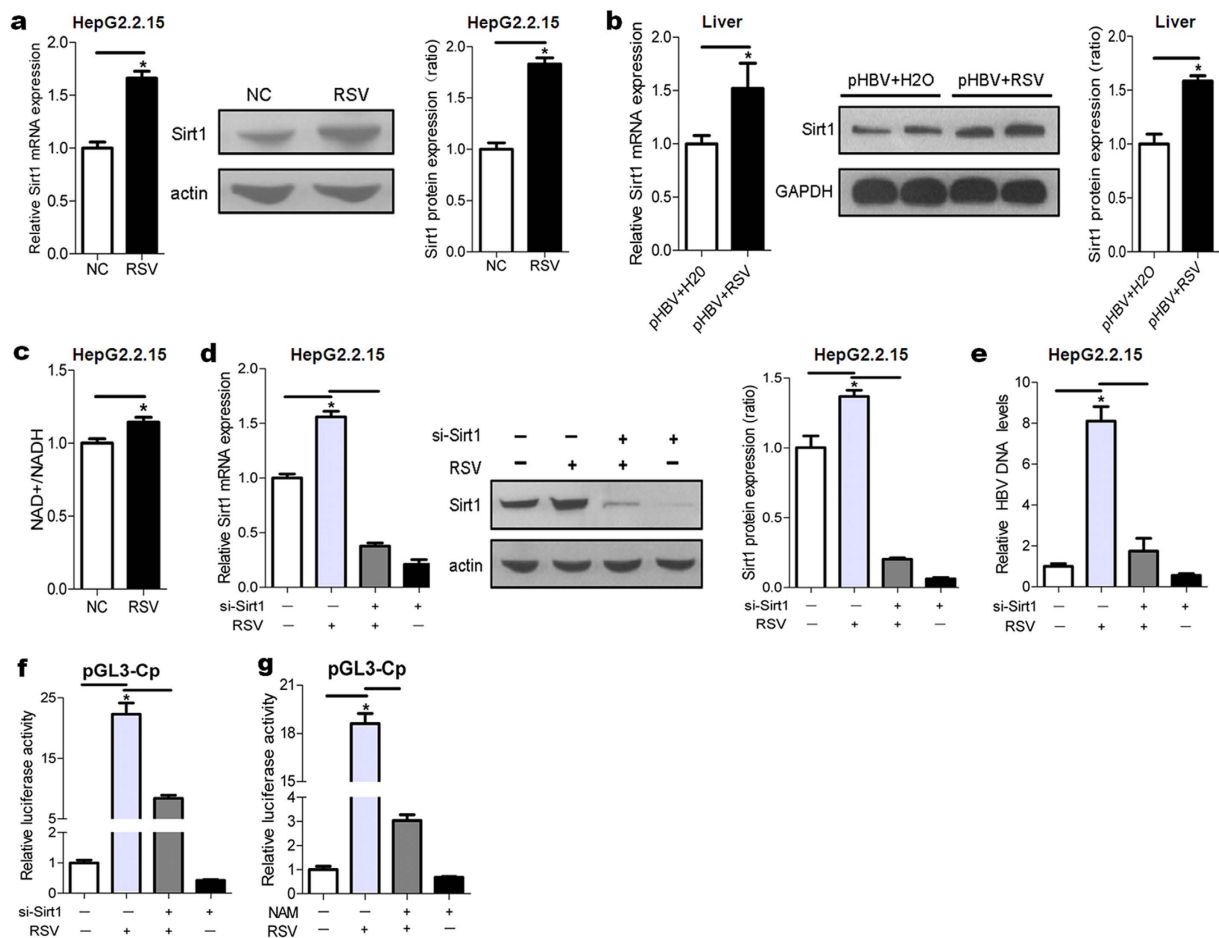 a
HepG2.2.15
Relative Sirt1 mRNA expression
2.0
1.5
1.0
0.5
0.0
*
NC
RSV
NC RSV
Sirt1
actin
HepG2.2.15
Sirt1 protein expression (ratio)
2.0
1.5
1.0
0.5
0.0
*
NC
RSV
b
Liver
Relative Sirt1 mRNA expression
2.0
1.5
1.0
0.5
0.0
*
pHBV+H20
pHBV+RSV
pHBV+H2O pHBV+RSV
Sirt1
GAPDH
Liver
Sirt1 protein expression (ratio)
2.0
1.5
1.0
0.5
0.0
*
pHBV+H2O
pHBV+RSV
c
HepG2.2.15
NAD+/NADH
1.5
1.0
0.5
0.0
*
NC
RSV
d
HepG2.2.15
Relative Sirt1 mRNA expression
2.0
1.5
1.0
0.5
0.0
*
si-Sirt1 — — + +
RSV — + + —
si-Sirt1 — — + +
RSV — + + —
Sirt1
actin
HepG2.2.15
Sirt1 protein expression (ratio)
1.5
1.0
0.5
0.0
*
si-Sirt1 — — + +
RSV — + + —
e
HepG2.2.15
Relative HBV DNA levels
10
8
6
4
2
0
*
si-Sirt1 — — + +
RSV — + + —
f
pGL3-Cp
Relative luciferase activity
25
15
5
2
1
0
*
si-Sirt1 — — + +
RSV — + + —
g
pGL3-Cp
Relative luciferase activity
21
18
15
4
3
2
1
0
*
NAM — — + +
RSV — + + —